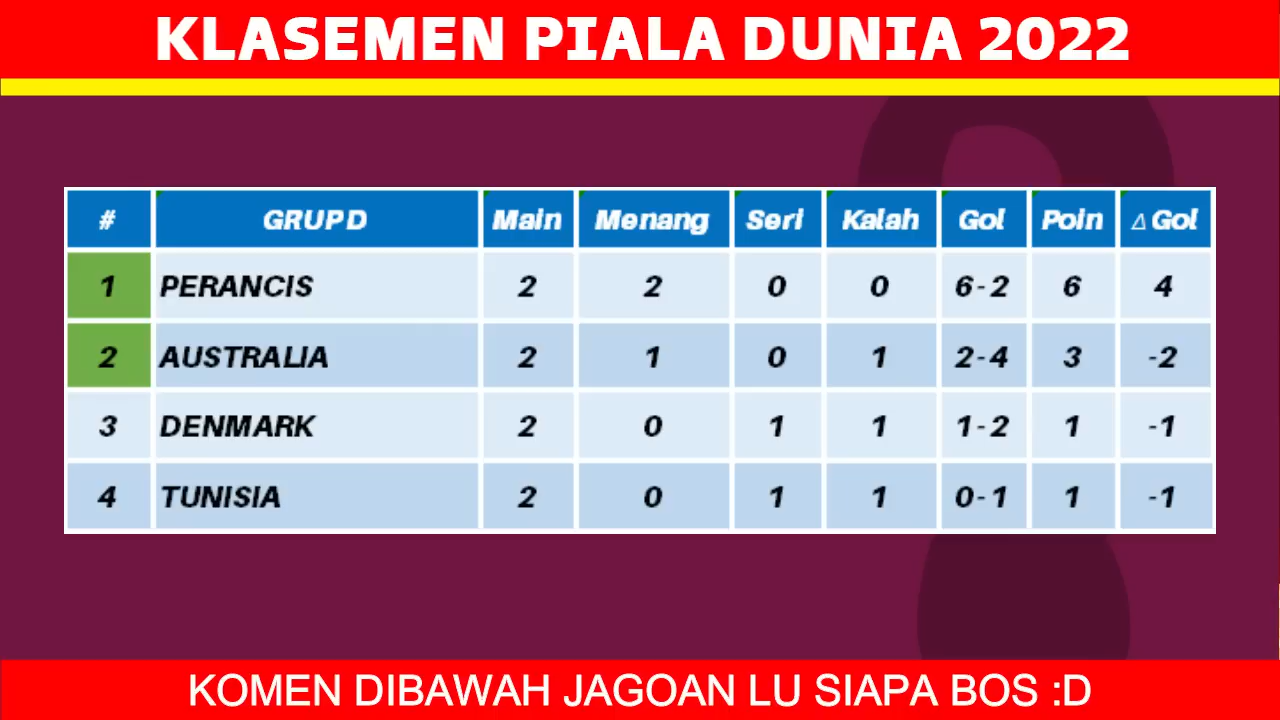 KLASEMEN PIALA DUNIA 2022
# GRUP D Main Menang Seri Kalah Gol Poin Δ Gol
1 PERANCIS 2 2 0 0 6-2 6 4
2 AUSTRALIA 2 1 0 1 2-4 3 -2
3 DENMARK 2 0 1 1 1-2 1 -1
4 TUNISIA 2 0 1 1 0-1 1 -1
KOMEN DIBAWAH JAGOAN LU SIAPA BOS :D